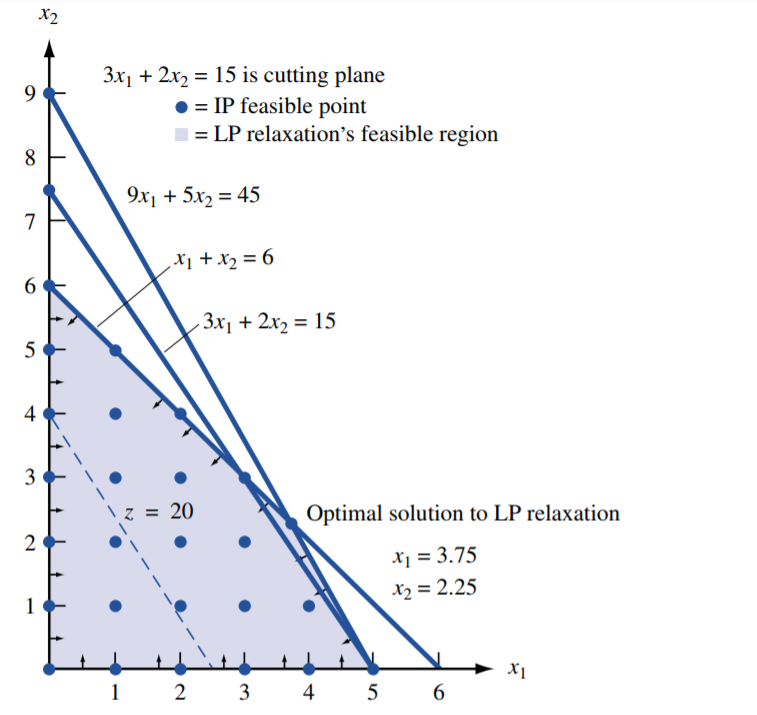 x₂
3x₁ + 2x₂ = 15 is cutting plane
= IP feasible point
= LP relaxation's feasible region
9
8
9x₁ + 5x₂ = 45
7
x₁ + x₂ = 6
6
3x₁ + 2x₂ = 15
5
4
3
z = 20
Optimal solution to LP relaxation
2
x₁ = 3.75
x₂ = 2.25
1
x₁
1 2 3 4 5 6